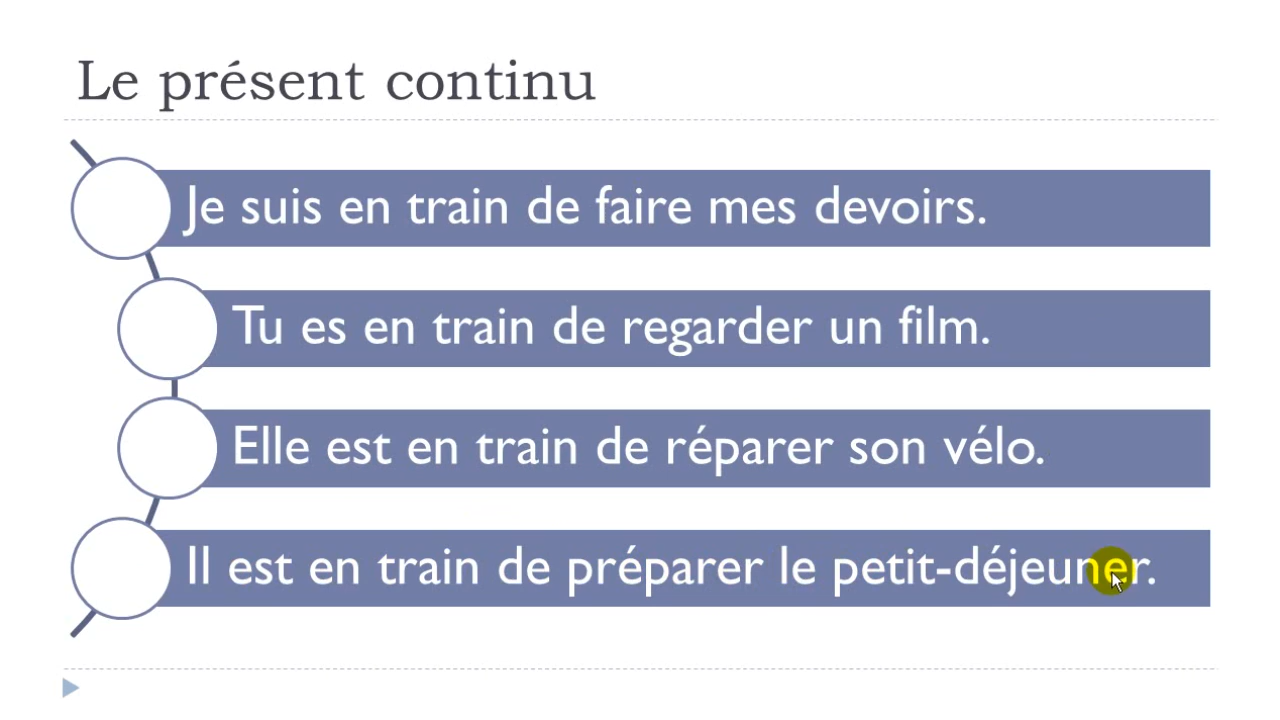 Le présent continu
Je suis en train de faire mes devoirs.
Tu es en train de regarder un film.
Elle est en train de réparer son vélo.
Il est en train de préparer le petit-déjeuner.